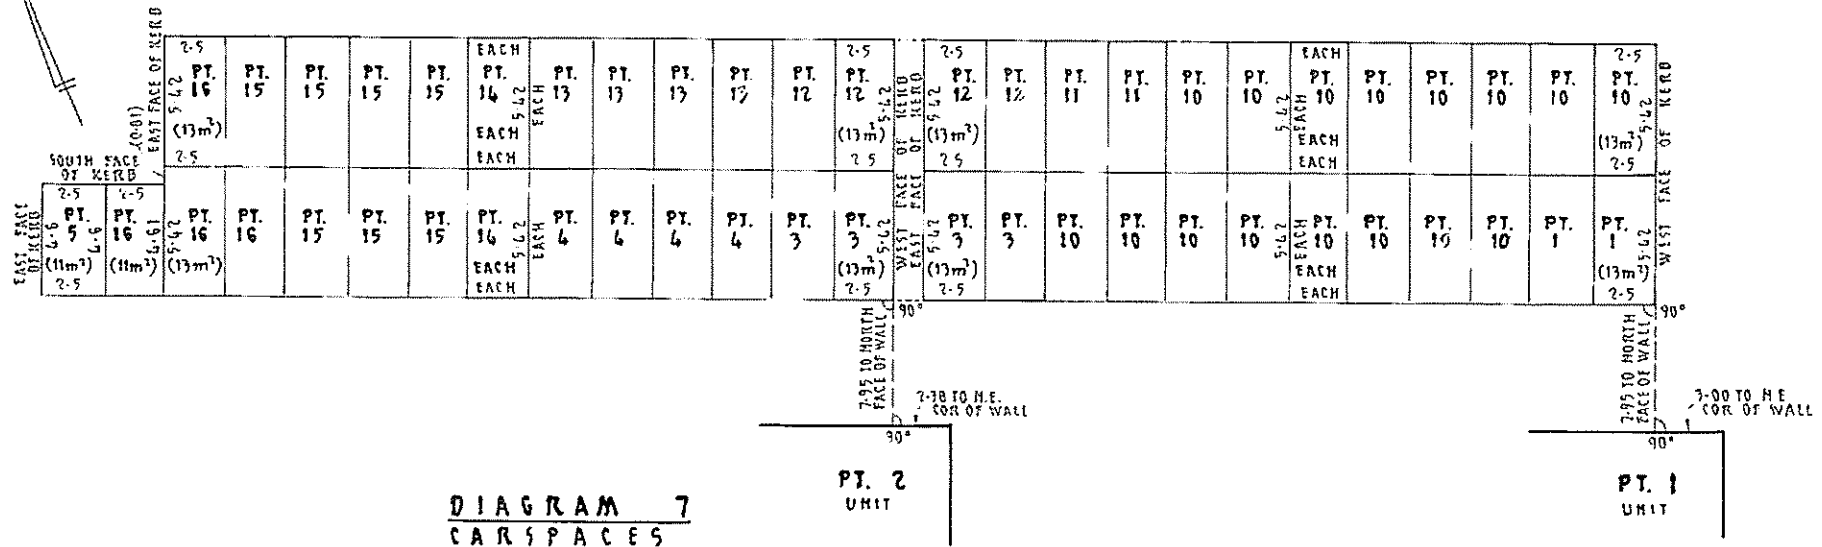 EAST FACE OF KERB
(0·01)
2·5 EACH 2·5 2·5 EACH 2·5
PT. 16 PT. 15 PT. 15 PT. 15 PT. 15 PT. 14 PT. 13 PT. 13 PT. 13 PT. 13 PT. 12 PT. 12 PT. 12 PT. 12 PT. 11 PT. 11 PT. 10 PT. 10 PT. 10 PT. 10 PT. 10 PT. 10 PT. 10 PT. 10
5·42 5·42 EACH 5·42 5·42 5·42 EACH 5·42
(13m²) EACH (13m²) (13m²) EACH (13m²)
2·5 EACH 2·5 2·5 EACH 2·5
WEST FACE OF KERB
EAST FACE OF KERB
WEST FACE OF KERB
SOUTH FACE
OF KERB
EAST FACE
OF KERB
2·5 2·5
PT. 5 PT. 16 PT. 16 PT. 16 PT. 15 PT. 15 PT. 15 PT. 14 PT. 4 PT. 4 PT. 4 PT. 4 PT. 3 PT. 3 PT. 3 PT. 3 PT. 10 PT. 10 PT. 10 PT. 10 PT. 10 PT. 10 PT. 10 PT. 10 PT. 1 PT. 1
4·6 4·6 4·61 5·42 5·42 EACH 5·42 5·42 5·42 EACH 5·42
(11m²) (11m²) (13m²) EACH (13m²) (13m²) EACH (13m²)
2·5 EACH 2·5 2·5 EACH 2·5
90° 90°
7·95 TO NORTH
FACE OF WALL
7·95 TO NORTH
FACE OF WALL
TO N.E.
COR OF WALL
TO N.E.
COR OF WALL
90° 90°
PT. 2
UNIT
PT. 1
UNIT
DIAGRAM 7
CARSPACES